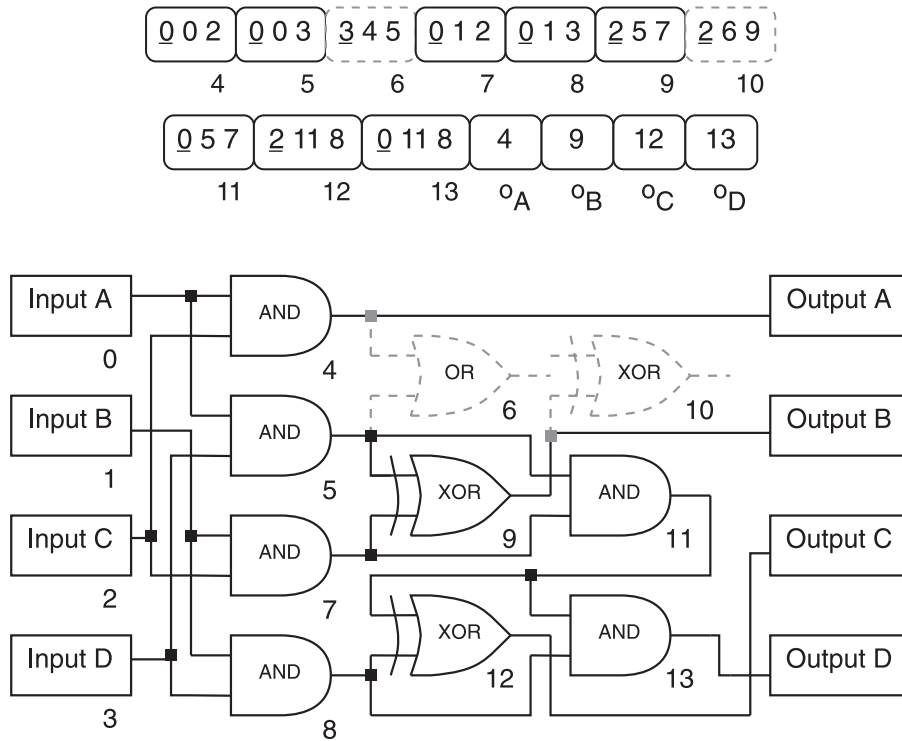 0 0 2 0 0 3 3 4 5 0 1 2 0 1 3 2 5 7 2 6 9
4 5 6 7 8 9 10
0 5 7 2 11 8 0 11 8 4 9 12 13
11 12 13 oA oB oC oD
Input A
0
AND
4
Output A
OR
6
XOR
10
Input B
1
AND
5
Output B
XOR
9
AND
11
Input C
2
AND
7
Output C
XOR
12
AND
13
Input D
3
AND
8
Output D